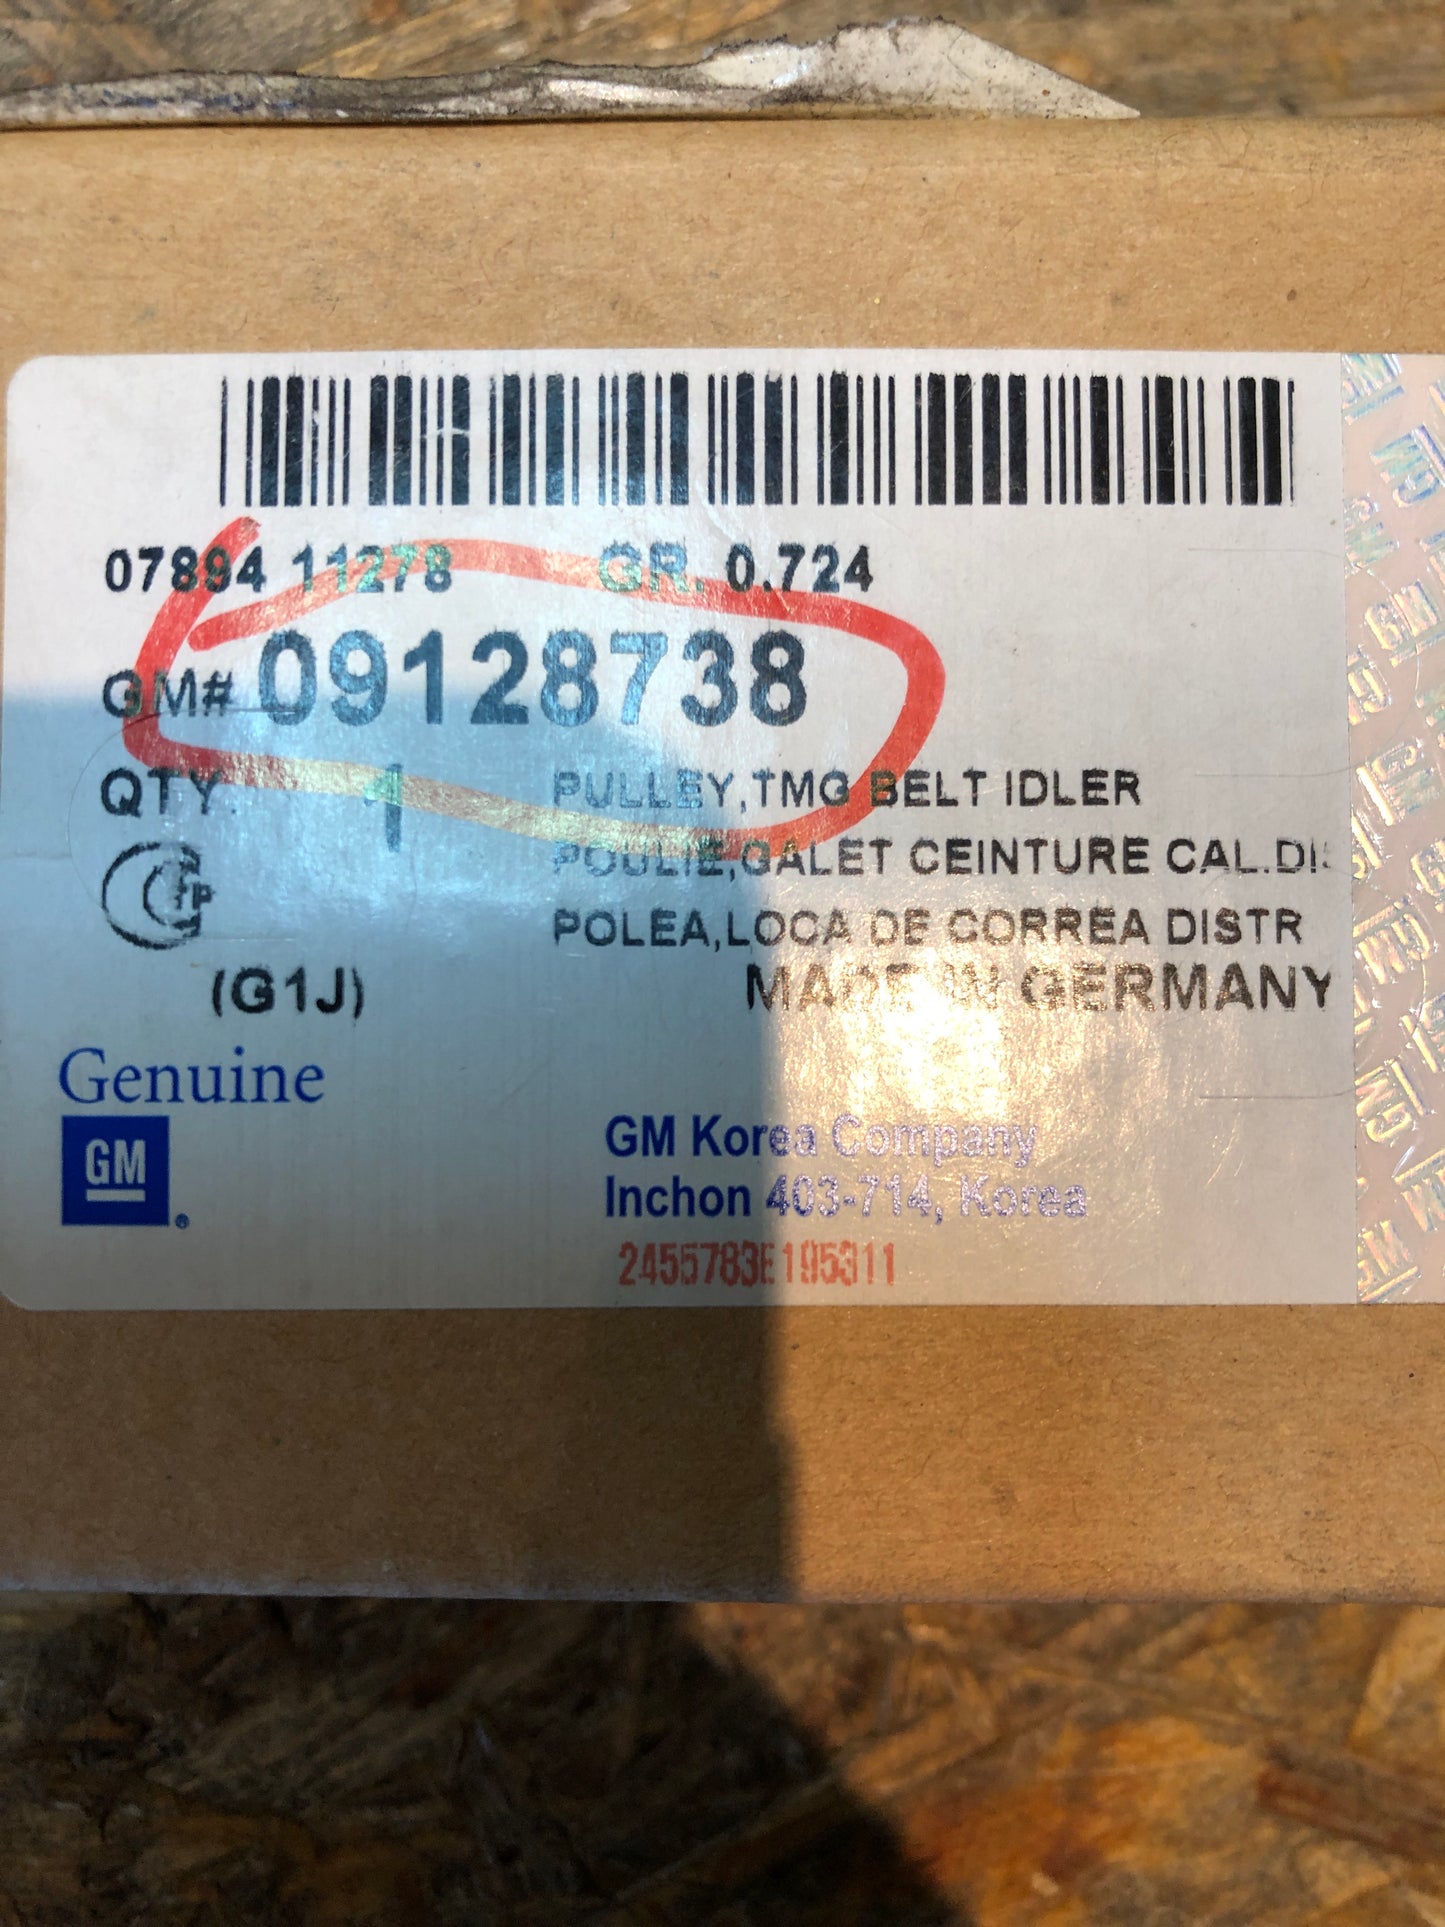 07894 11278 GR. 0.724
GM# 09128738
QTY. 1 PULLEY,TMG BELT IDLER
POULIE,GALET CEINTURE CAL.DIS
POLEA,LOCA DE CORREA DISTR
(G1J) MADE IN GERMANY
Genuine
GM
GM Korea Company
Inchon 403-714, Korea
2455783E195311